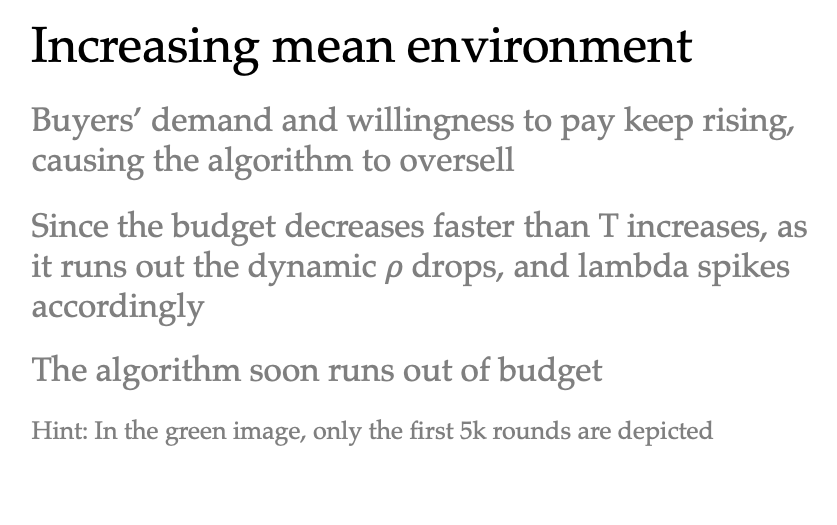 Increasing mean environment
Buyers’ demand and willingness to pay keep rising,
causing the algorithm to oversell
Since the budget decreases faster than T increases, as
it runs out the dynamic ρ drops, and lambda spikes
accordingly
The algorithm soon runs out of budget
Hint: In the green image, only the first 5k rounds are depicted